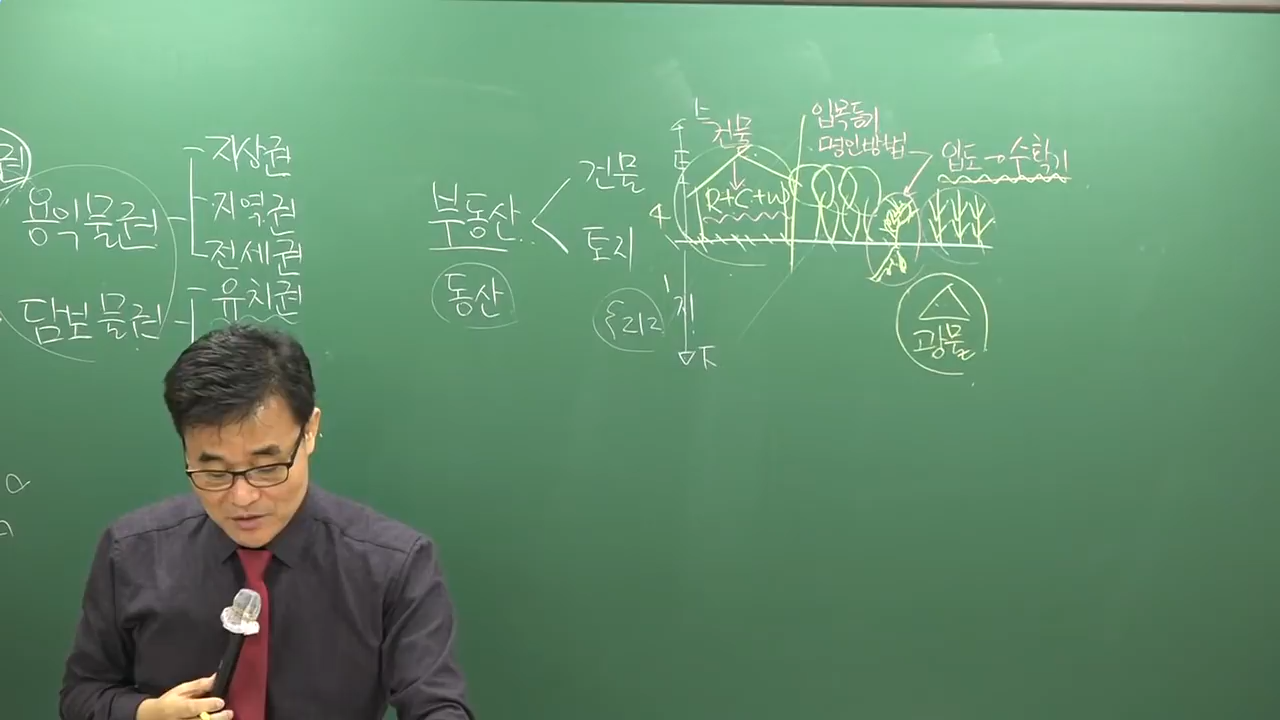 권
용익물권
지상권
지역권
전세권
담보물권
유치권
부동산
동산
건물
토지
건물
R+C+W
입목등기
명인방법
입도→수확기
광물